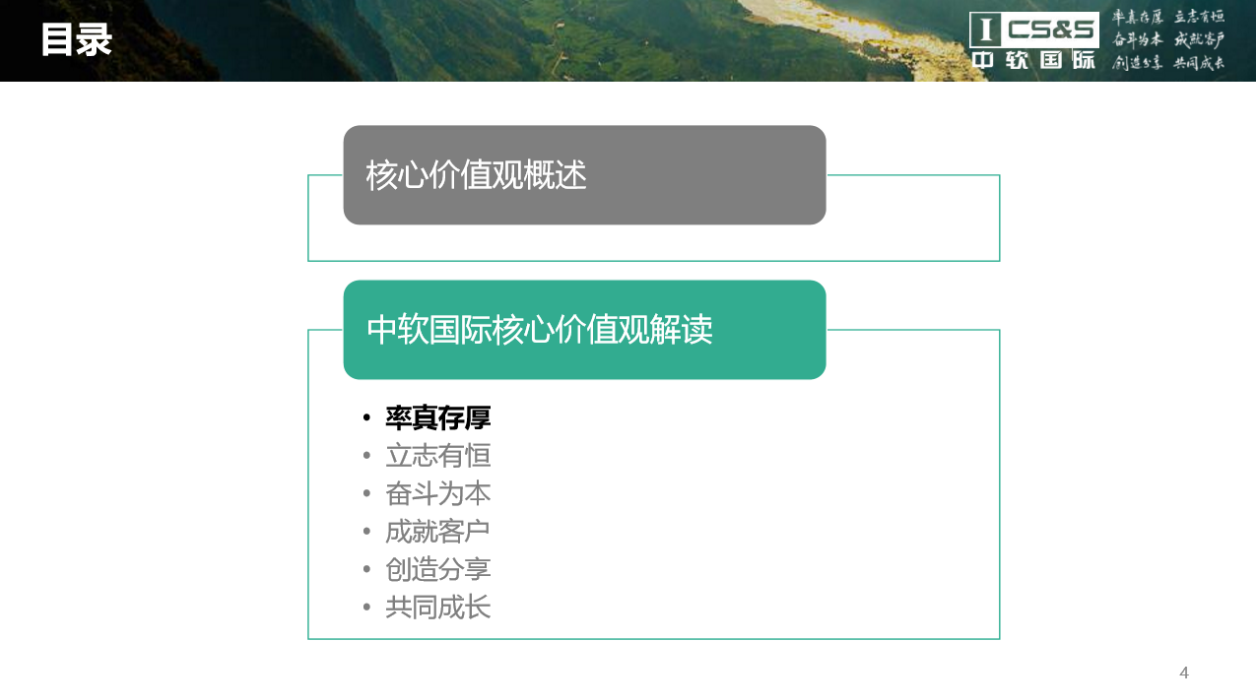 目录
I CS&S
中软国际
率真存厚 立志有恒
奋斗为本 成就客户
创造分享 共同成长
核心价值观概述
中软国际核心价值观解读
• 率真存厚
• 立志有恒
• 奋斗为本
• 成就客户
• 创造分享
• 共同成长
4